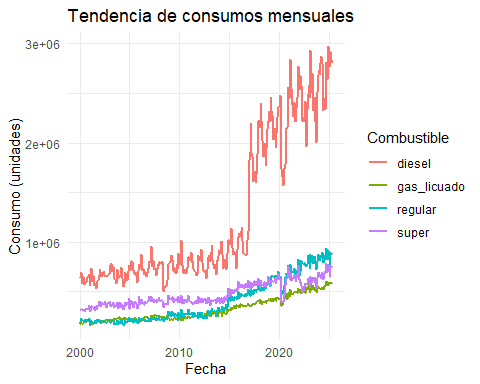 Tendencia de consumos mensuales
Consumo (unidades)
3e+06
2e+06
1e+06
2000
2010
2020
Fecha
Combustible
diesel
gas_licuado
regular
super